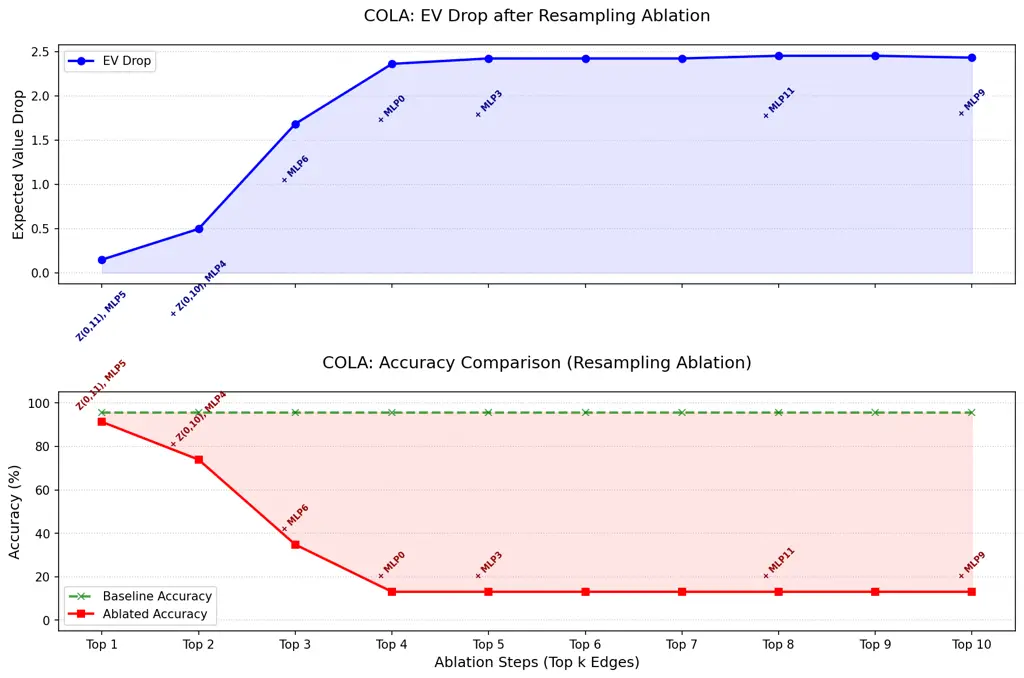 COLA: EV Drop after Resampling Ablation
Expected Value Drop
2.5
2.0
1.5
1.0
0.5
0.0
EV Drop
Z(0,11), MLP5
+ Z(0,10), MLP4
+ MLP6
+ MLP0
+ MLP3
+ MLP11
+ MLP9
COLA: Accuracy Comparison (Resampling Ablation)
Accuracy (%)
100
80
60
40
20
0
Z(0,11), MLP5
+ Z(0,10), MLP4
+ MLP6
+ MLP0
+ MLP3
+ MLP11
+ MLP9
Baseline Accuracy
Ablated Accuracy
Top 1 Top 2 Top 3 Top 4 Top 5 Top 6 Top 7 Top 8 Top 9 Top 10
Ablation Steps (Top k Edges)